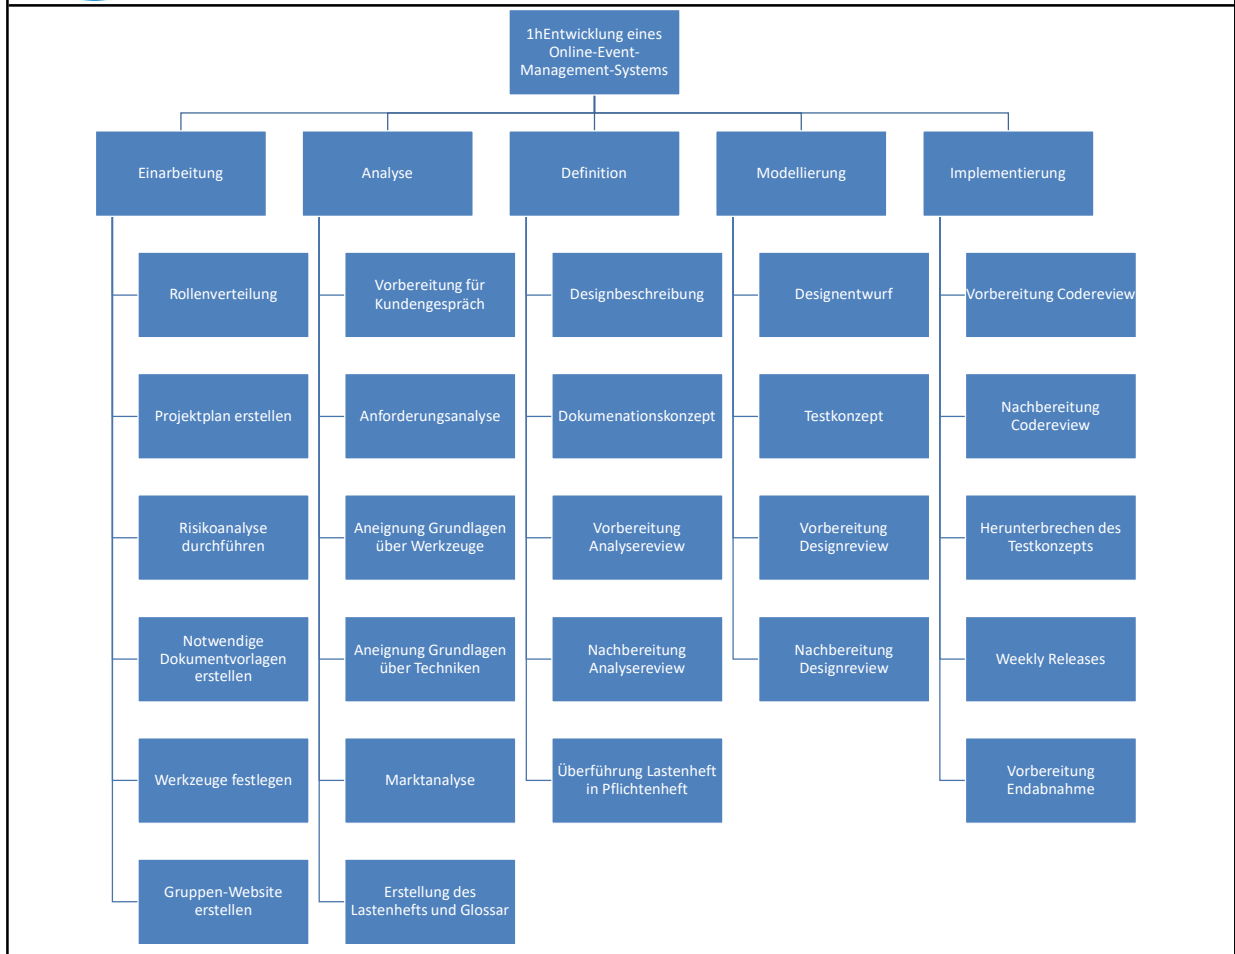 1hEntwicklung eines
Online-Event-
Management-Systems
Einarbeitung
Analyse
Definition
Modellierung
Implementierung
Rollenverteilung
Projektplan erstellen
Risikoanalyse
durchführen
Notwendige
Dokumentvorlagen
erstellen
Werkzeuge festlegen
Gruppen-Website
erstellen
Vorbereitung für
Kundengespräch
Anforderungsanalyse
Aneignung Grundlagen
über Werkzeuge
Aneignung Grundlagen
über Techniken
Marktanalyse
Erstellung des
Lastenhefts und Glossar
Designbeschreibung
Dokumenationskonzept
Vorbereitung
Analysereview
Nachbereitung
Analysereview
Überführung Lastenheft
in Pflichtenheft
Designentwurf
Testkonzept
Vorbereitung
Designreview
Nachbereitung
Designreview
Vorbereitung Codereview
Nachbereitung
Codereview
Herunterbrechen des
Testkonzepts
Weekly Releases
Vorbereitung
Endabnahme